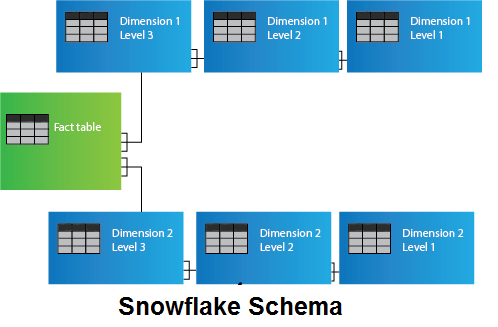 Dimension 1
Level 3
Dimension 1
Level 2
Dimension 1
Level 1
Fact table
Dimension 2
Level 3
Dimension 2
Level 2
Dimension 2
Level 1
Snowflake Schema